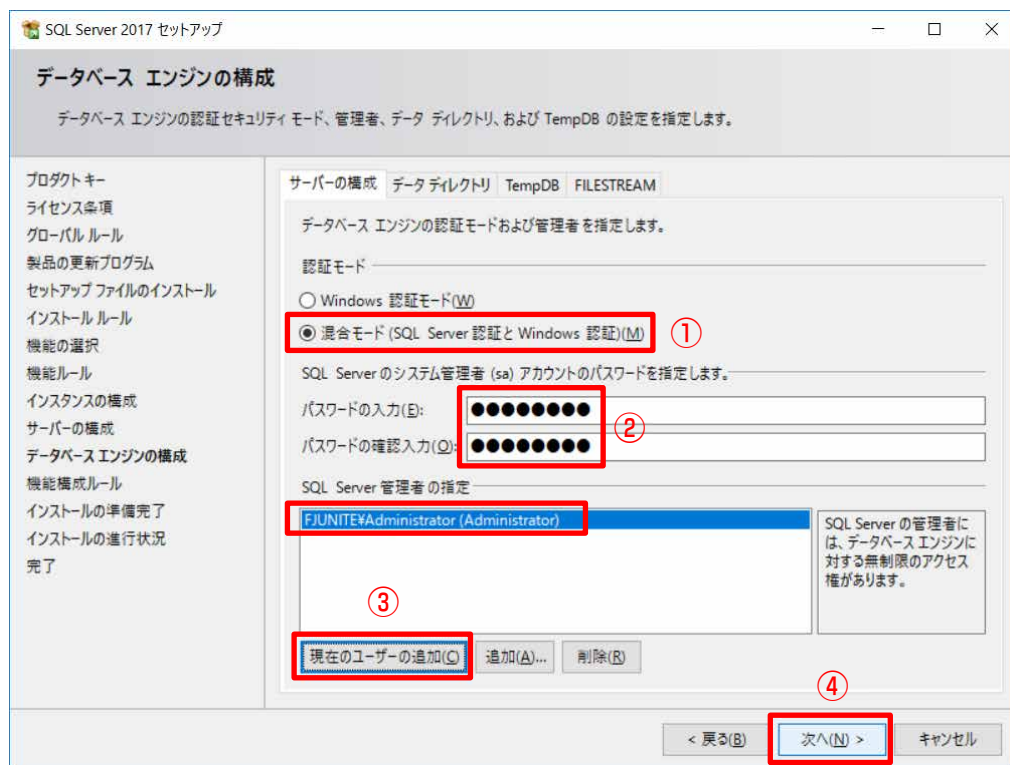 SQL Server 2017 セットアップ
データベース エンジンの構成
データベース エンジンの認証セキュリティ モード、管理者、データ ディレクトリ、および TempDB の設定を指定します。
プロダクト キー
ライセンス条項
グローバル ルール
製品の更新プログラム
セットアップ ファイルのインストール
インストール ルール
機能の選択
機能ルール
インスタンスの構成
サーバーの構成
データベース エンジンの構成
機能構成ルール
インストールの準備完了
インストールの進行状況
完了
サーバーの構成 データ ディレクトリ TempDB FILESTREAM
データベース エンジンの認証モードおよび管理者を指定します。
認証モード
Windows 認証モード(W)
混合モード (SQL Server 認証と Windows 認証)(M) ①
SQL Server のシステム管理者 (sa) アカウントのパスワードを指定します。
パスワードの入力(E): ●●●●●●●●
②
パスワードの確認入力(O): ●●●●●●●●
SQL Server 管理者の指定
FJUNITE¥Administrator (Administrator)
SQL Server の管理者に
は、データベース エンジンに
対する無制限のアクセス
権があります。
③
現在のユーザーの追加(C) 追加(A)... 削除(R)
④
< 戻る(B) 次へ(N) > キャンセル